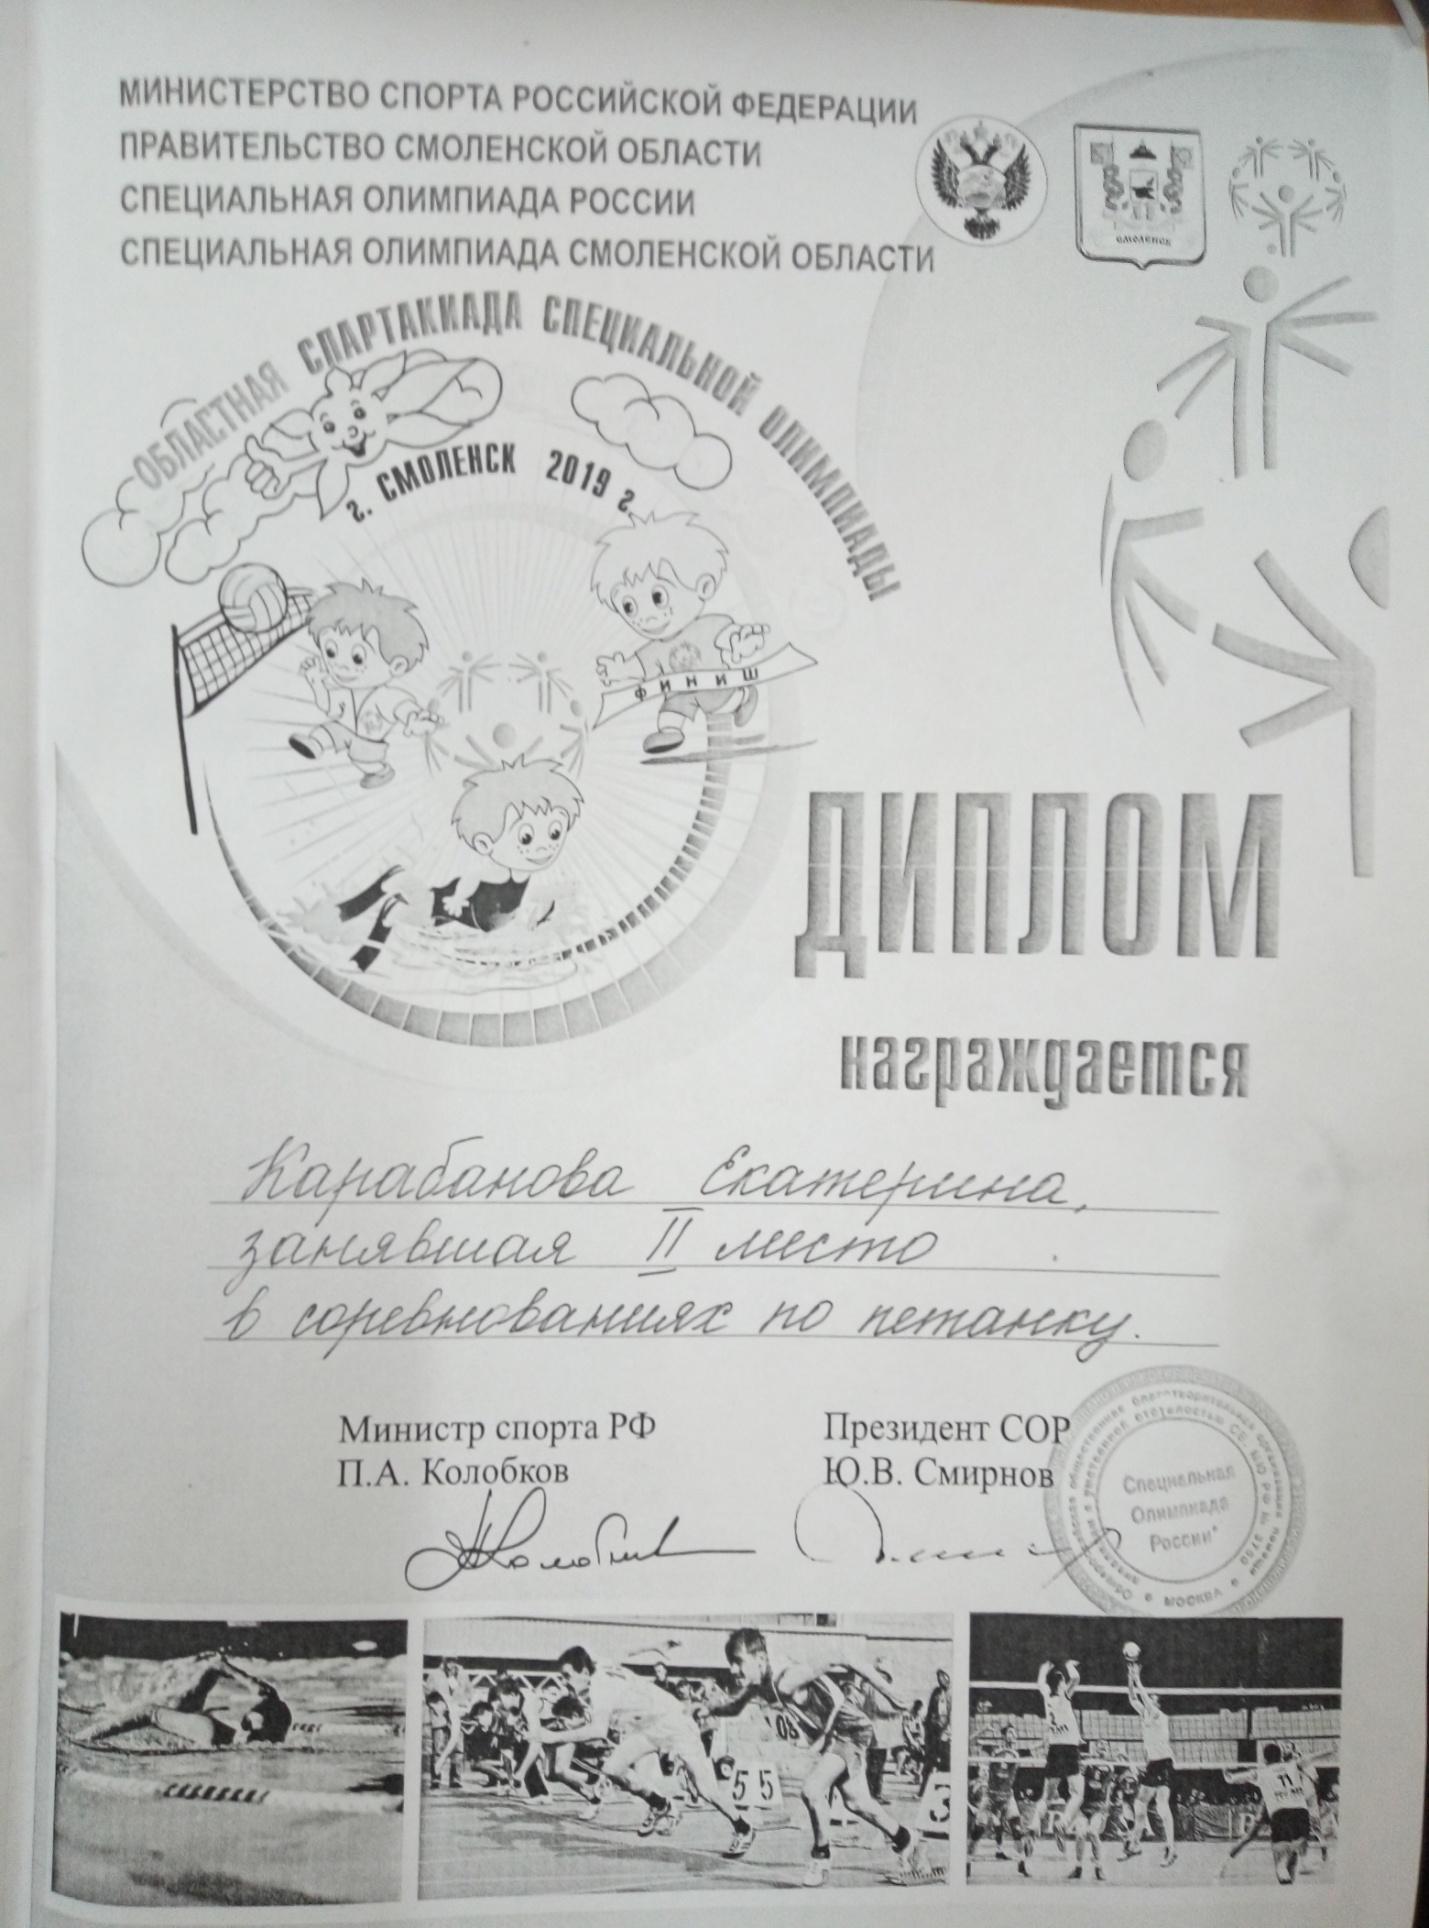 МИНИСТЕРСТВО СПОРТА РОССИЙСКОЙ ФЕДЕРАЦИИ
ПРАВИТЕЛЬСТВО СМОЛЕНСКОЙ ОБЛАСТИ
СПЕЦИАЛЬНАЯ ОЛИМПИАДА РОССИИ
СПЕЦИАЛЬНАЯ ОЛИМПИАДА СМОЛЕНСКОЙ ОБЛАСТИ
СМОЛЕНСК
ОБЛАСТНАЯ СПАРТАКИАДА СПЕЦИАЛЬНОЙ ОЛИМПИАДЫ
г. СМОЛЕНСК 2019 г.
ФИНИШ
ДИПЛОМ
награждается
Карабанова Екатерина,
занявшая II место
в соревнованиях по петанку.
Министр спорта РФ
П.А. Колобков
Президент СОР
Ю.В. Смирнов
Специальная
Олимпиада
России"
МОСКВА
55
11